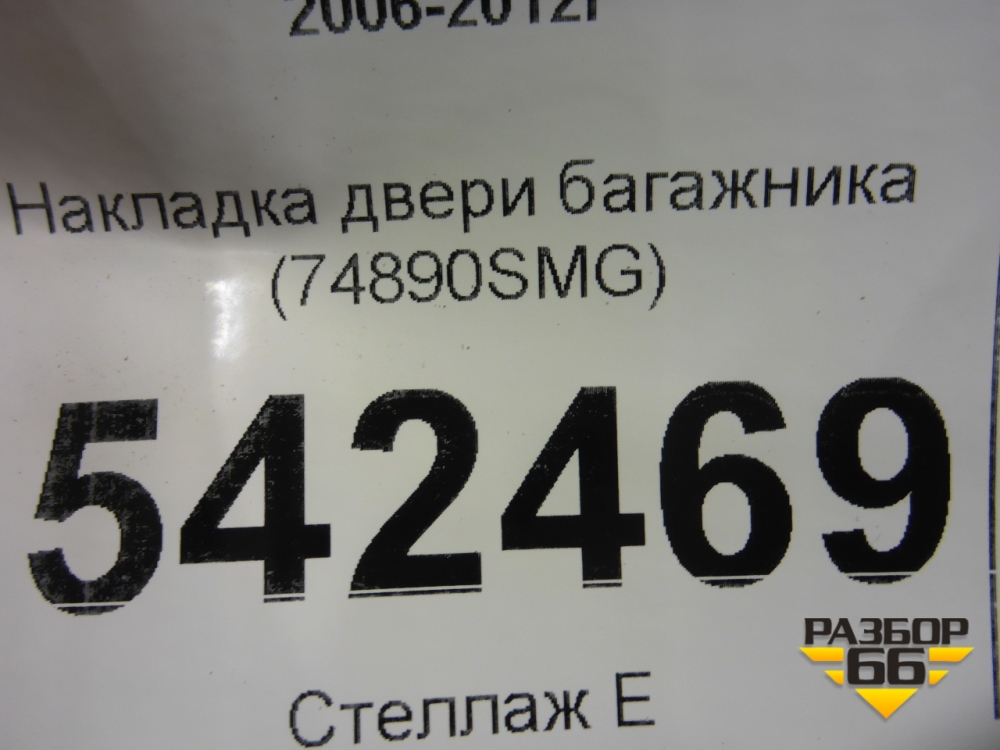 2006-2012г
Накладка двери багажника
(74890SMG)
542469
Стеллаж Е
РАЗБОР
66